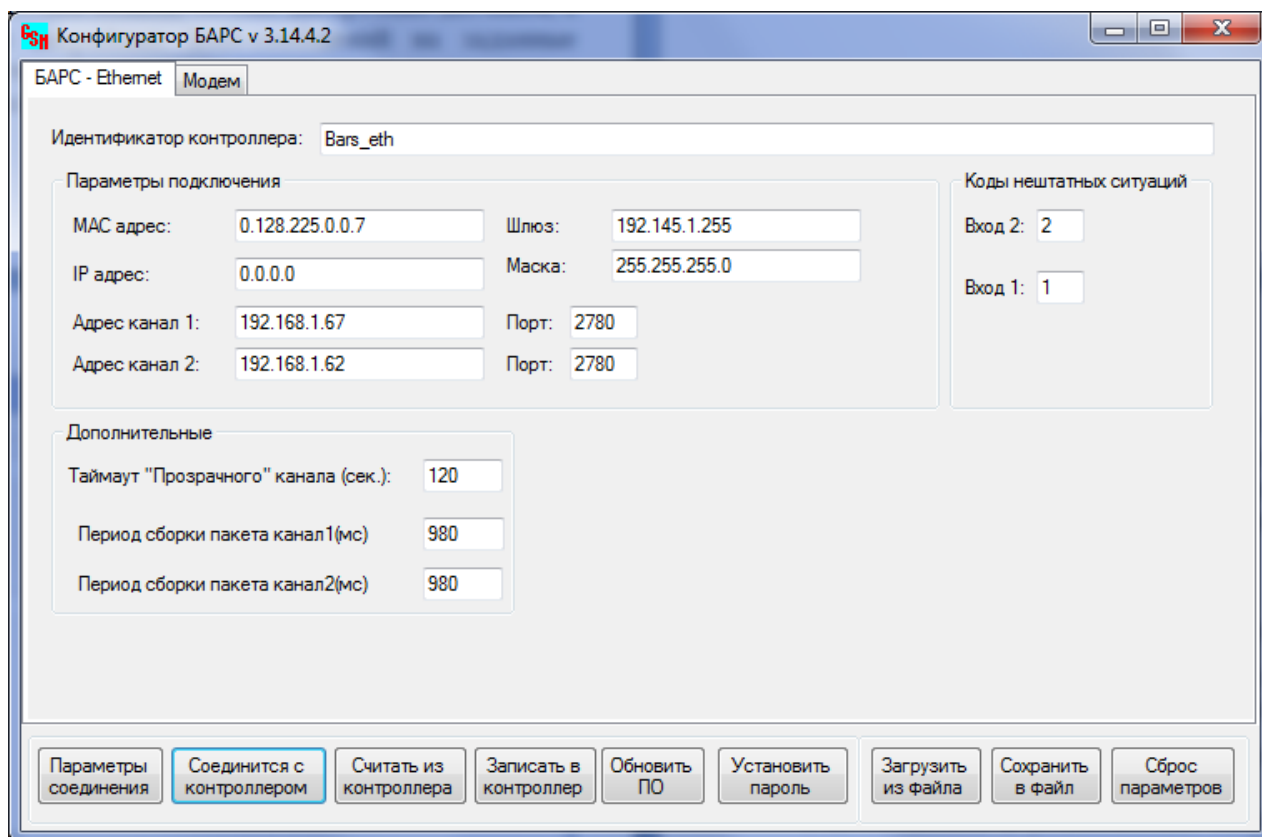 GSM Конфигуратор БАРС v 3.14.4.2
БАРС - Ethernet Модем
Идентификатор контроллера: Bars_eth
Параметры подключения
Коды нештатных ситуаций
MAC адрес: 0.128.225.0.0.7 Шлюз: 192.145.1.255 Вход 2: 2
IP адрес: 0.0.0.0 Маска: 255.255.255.0 Вход 1: 1
Адрес канал 1: 192.168.1.67 Порт: 2780
Адрес канал 2: 192.168.1.62 Порт: 2780
Дополнительные
Таймаут "Прозрачного" канала (сек.): 120
Период сборки пакета канал1(мс) 980
Период сборки пакета канал2(мс) 980
Параметры
соединения
Соединится с
контроллером
Считать из
контроллера
Записать в
контроллер
Обновить
ПО
Установить
пароль
Загрузить
из файла
Сохранить
в файл
Сброс
параметров